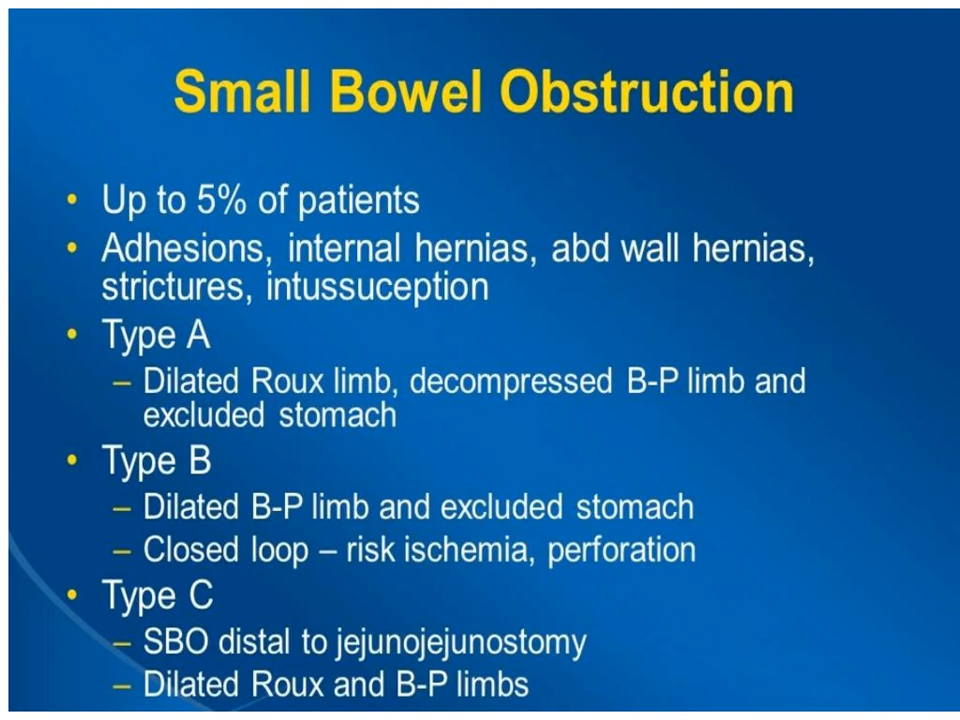 Small Bowel Obstruction
• Up to 5% of patients
• Adhesions, internal hernias, abd wall hernias,
strictures, intussuception
• Type A
– Dilated Roux limb, decompressed B-P limb and
excluded stomach
• Type B
– Dilated B-P limb and excluded stomach
– Closed loop – risk ischemia, perforation
• Type C
– SBO distal to jejunojejunostomy
– Dilated Roux and B-P limbs